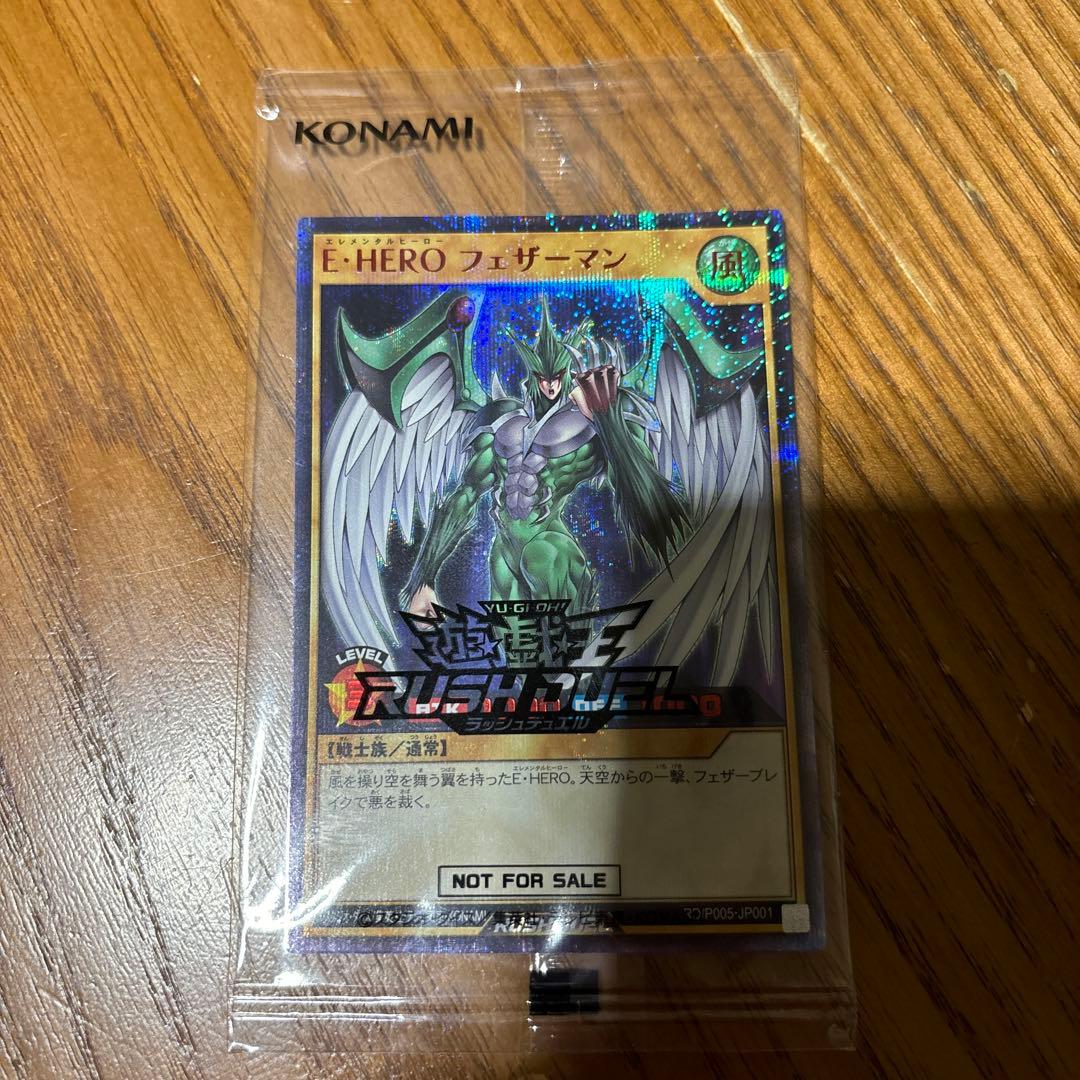 KONAMI
エレメンタルヒーロー
E・HERO フェザーマン
風
YU-GI-OH!
遊☆戯☆王
LEVEL
RUSH DUEL
ラッシュデュエル
【戦士族／通常】
風を操り空を舞う翼を持ったE・HERO。天空からの一撃、フェザーブレ
イクで悪を裁く。
NOT FOR SALE
RD/P005-JP001